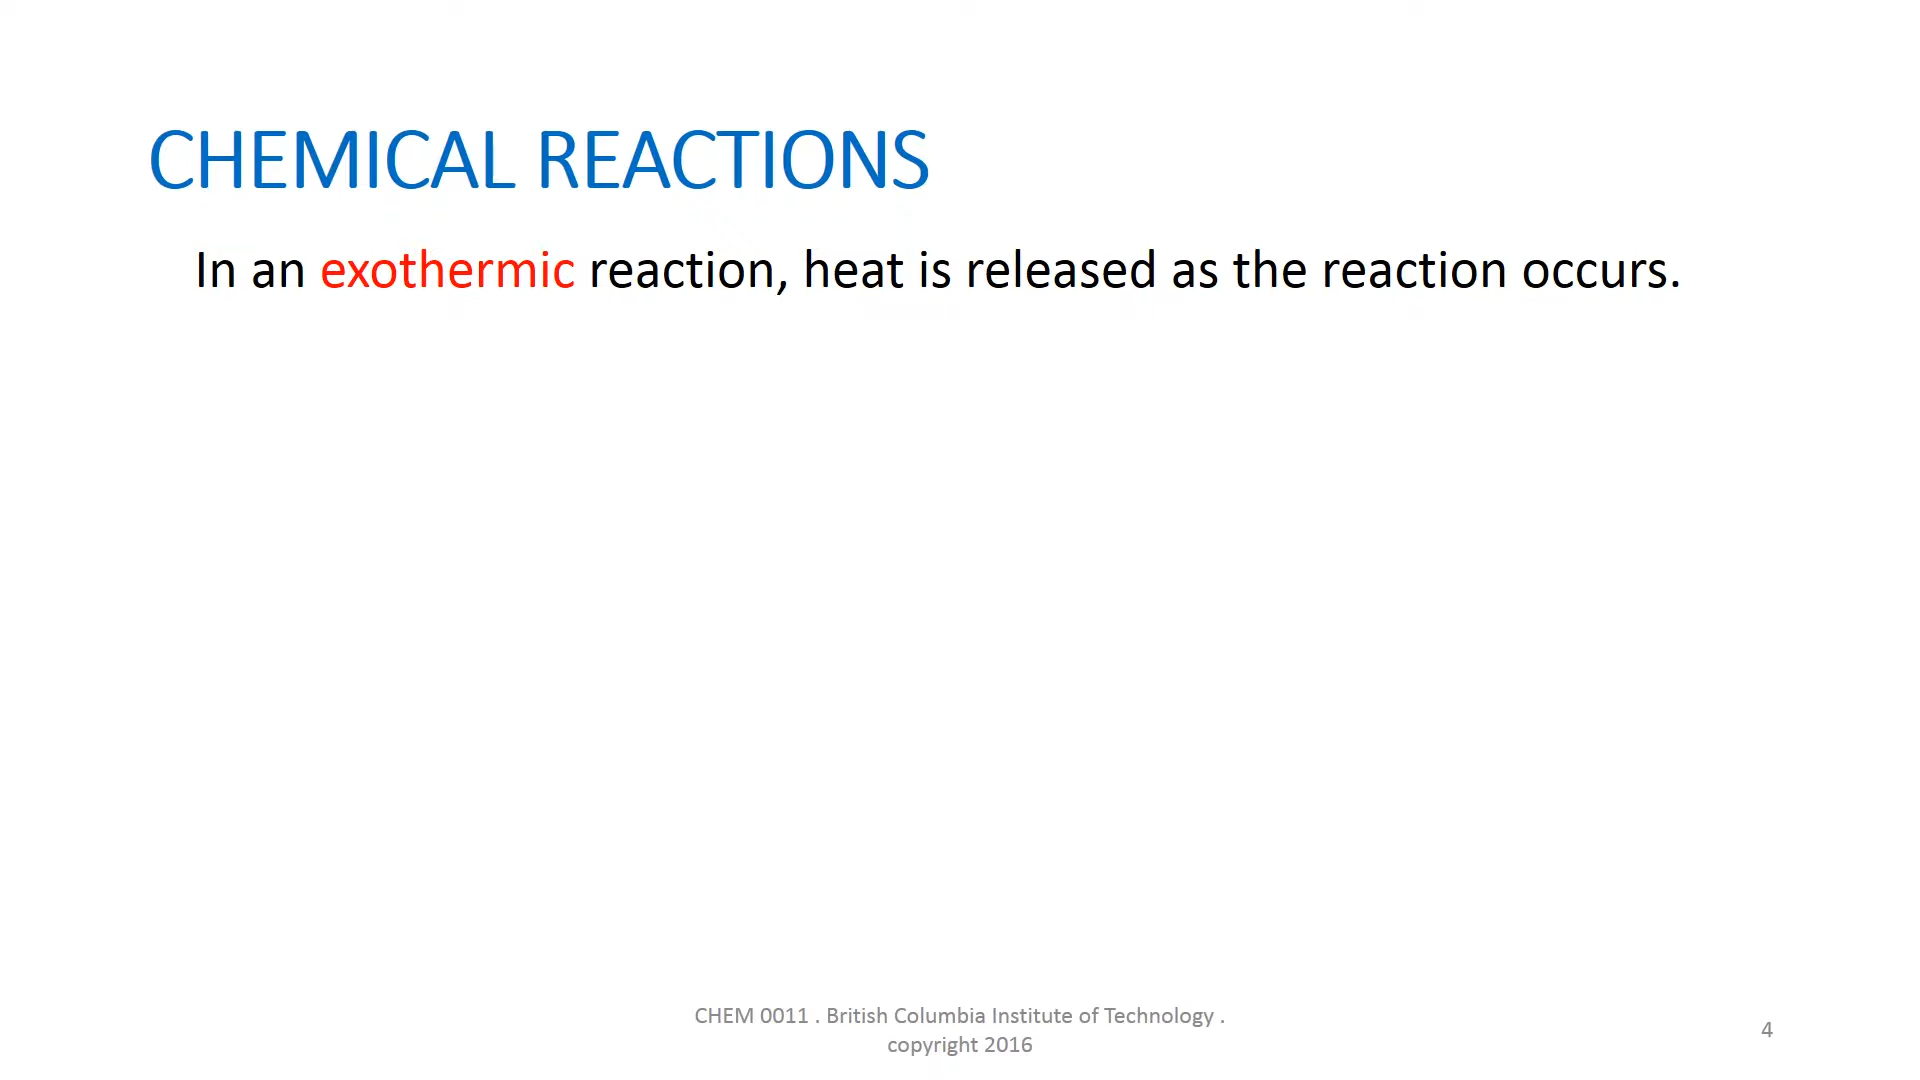 CHEMICAL REACTIONS
In an exothermic reaction, heat is released as the reaction occurs.
CHEM 0011 . British Columbia Institute of Technology .
copyright 2016
4